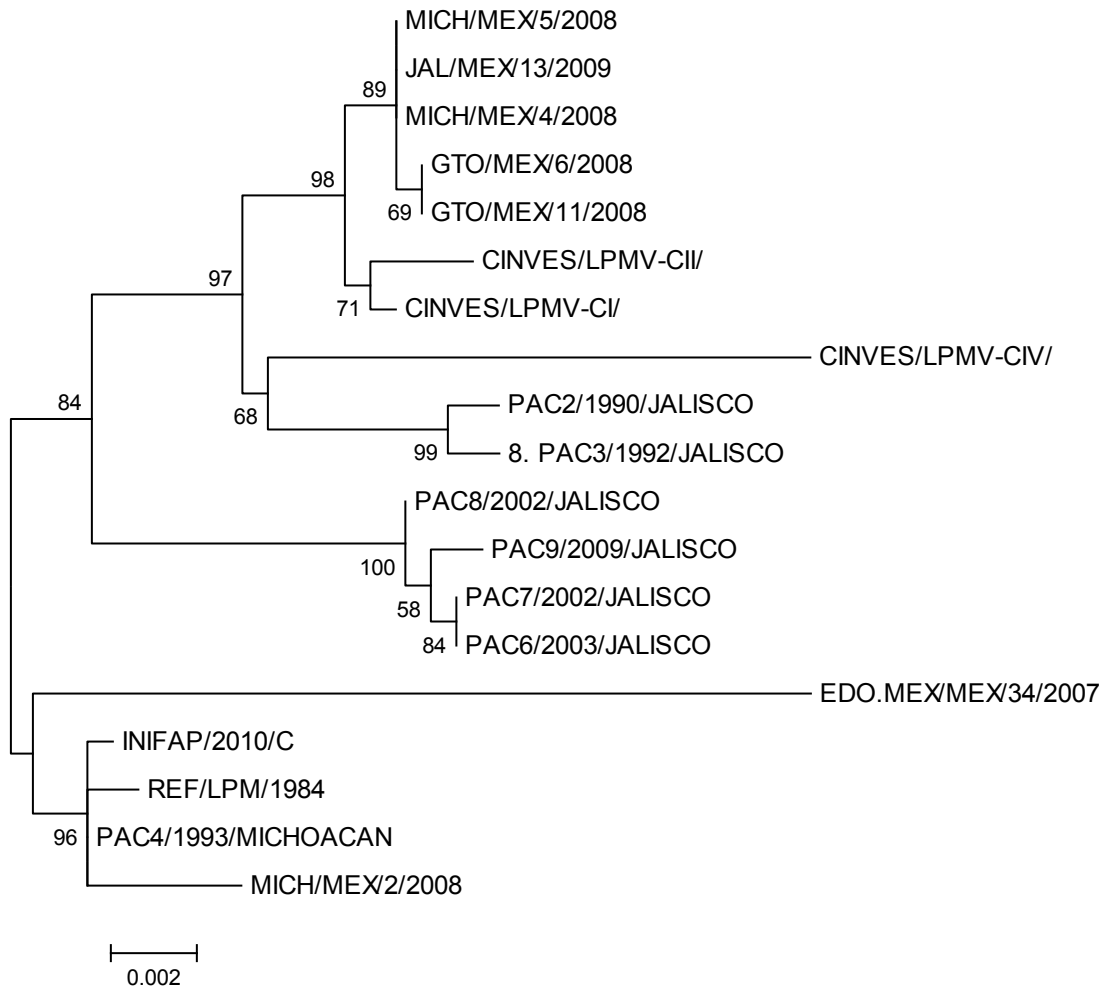 MICH/MEX/5/2008
JAL/MEX/13/2009
89
MICH/MEX/4/2008
GTO/MEX/6/2008
98
69
GTO/MEX/11/2008
CINVES/LPMV-CII/
97
71
CINVES/LPMV-CI/
CINVES/LPMV-CIV/
84
PAC2/1990/JALISCO
68
99
8. PAC3/1992/JALISCO
PAC8/2002/JALISCO
PAC9/2009/JALISCO
100
PAC7/2002/JALISCO
58
84
PAC6/2003/JALISCO
EDO.MEX/MEX/34/2007
INIFAP/2010/C
REF/LPM/1984
96
PAC4/1993/MICHOACAN
MICH/MEX/2/2008
0.002